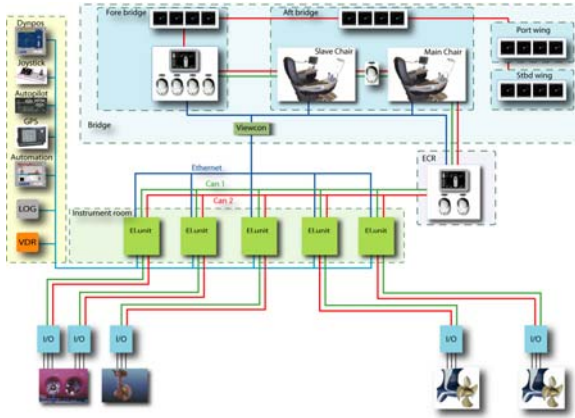 Dynpos
Joystick
Autopilot
GPS
Automation
LOG
VDR
Fore bridge
Aft bridge
Slave Chair
Main Chair
Port wing
Stbd wing
Bridge
Viewcon
ECR
Ethernet
Can 1
Can 2
Instrument room
El.unit
El.unit
El.unit
El.unit
El.unit
I/O
I/O
I/O
I/O
I/O